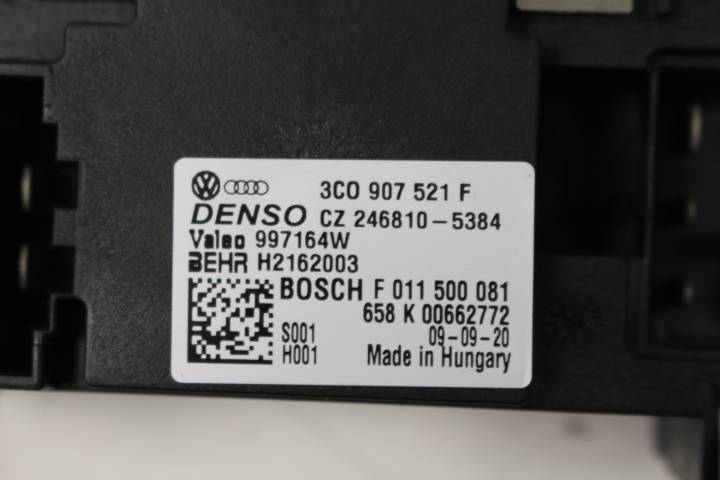 3C0 907 521 F
DENSO CZ 246810-5384
Valeo 997164W
BEHR H2162003
BOSCH F 011 500 081
658 K 00662772
S001 09-09-20
H001 Made in Hungary